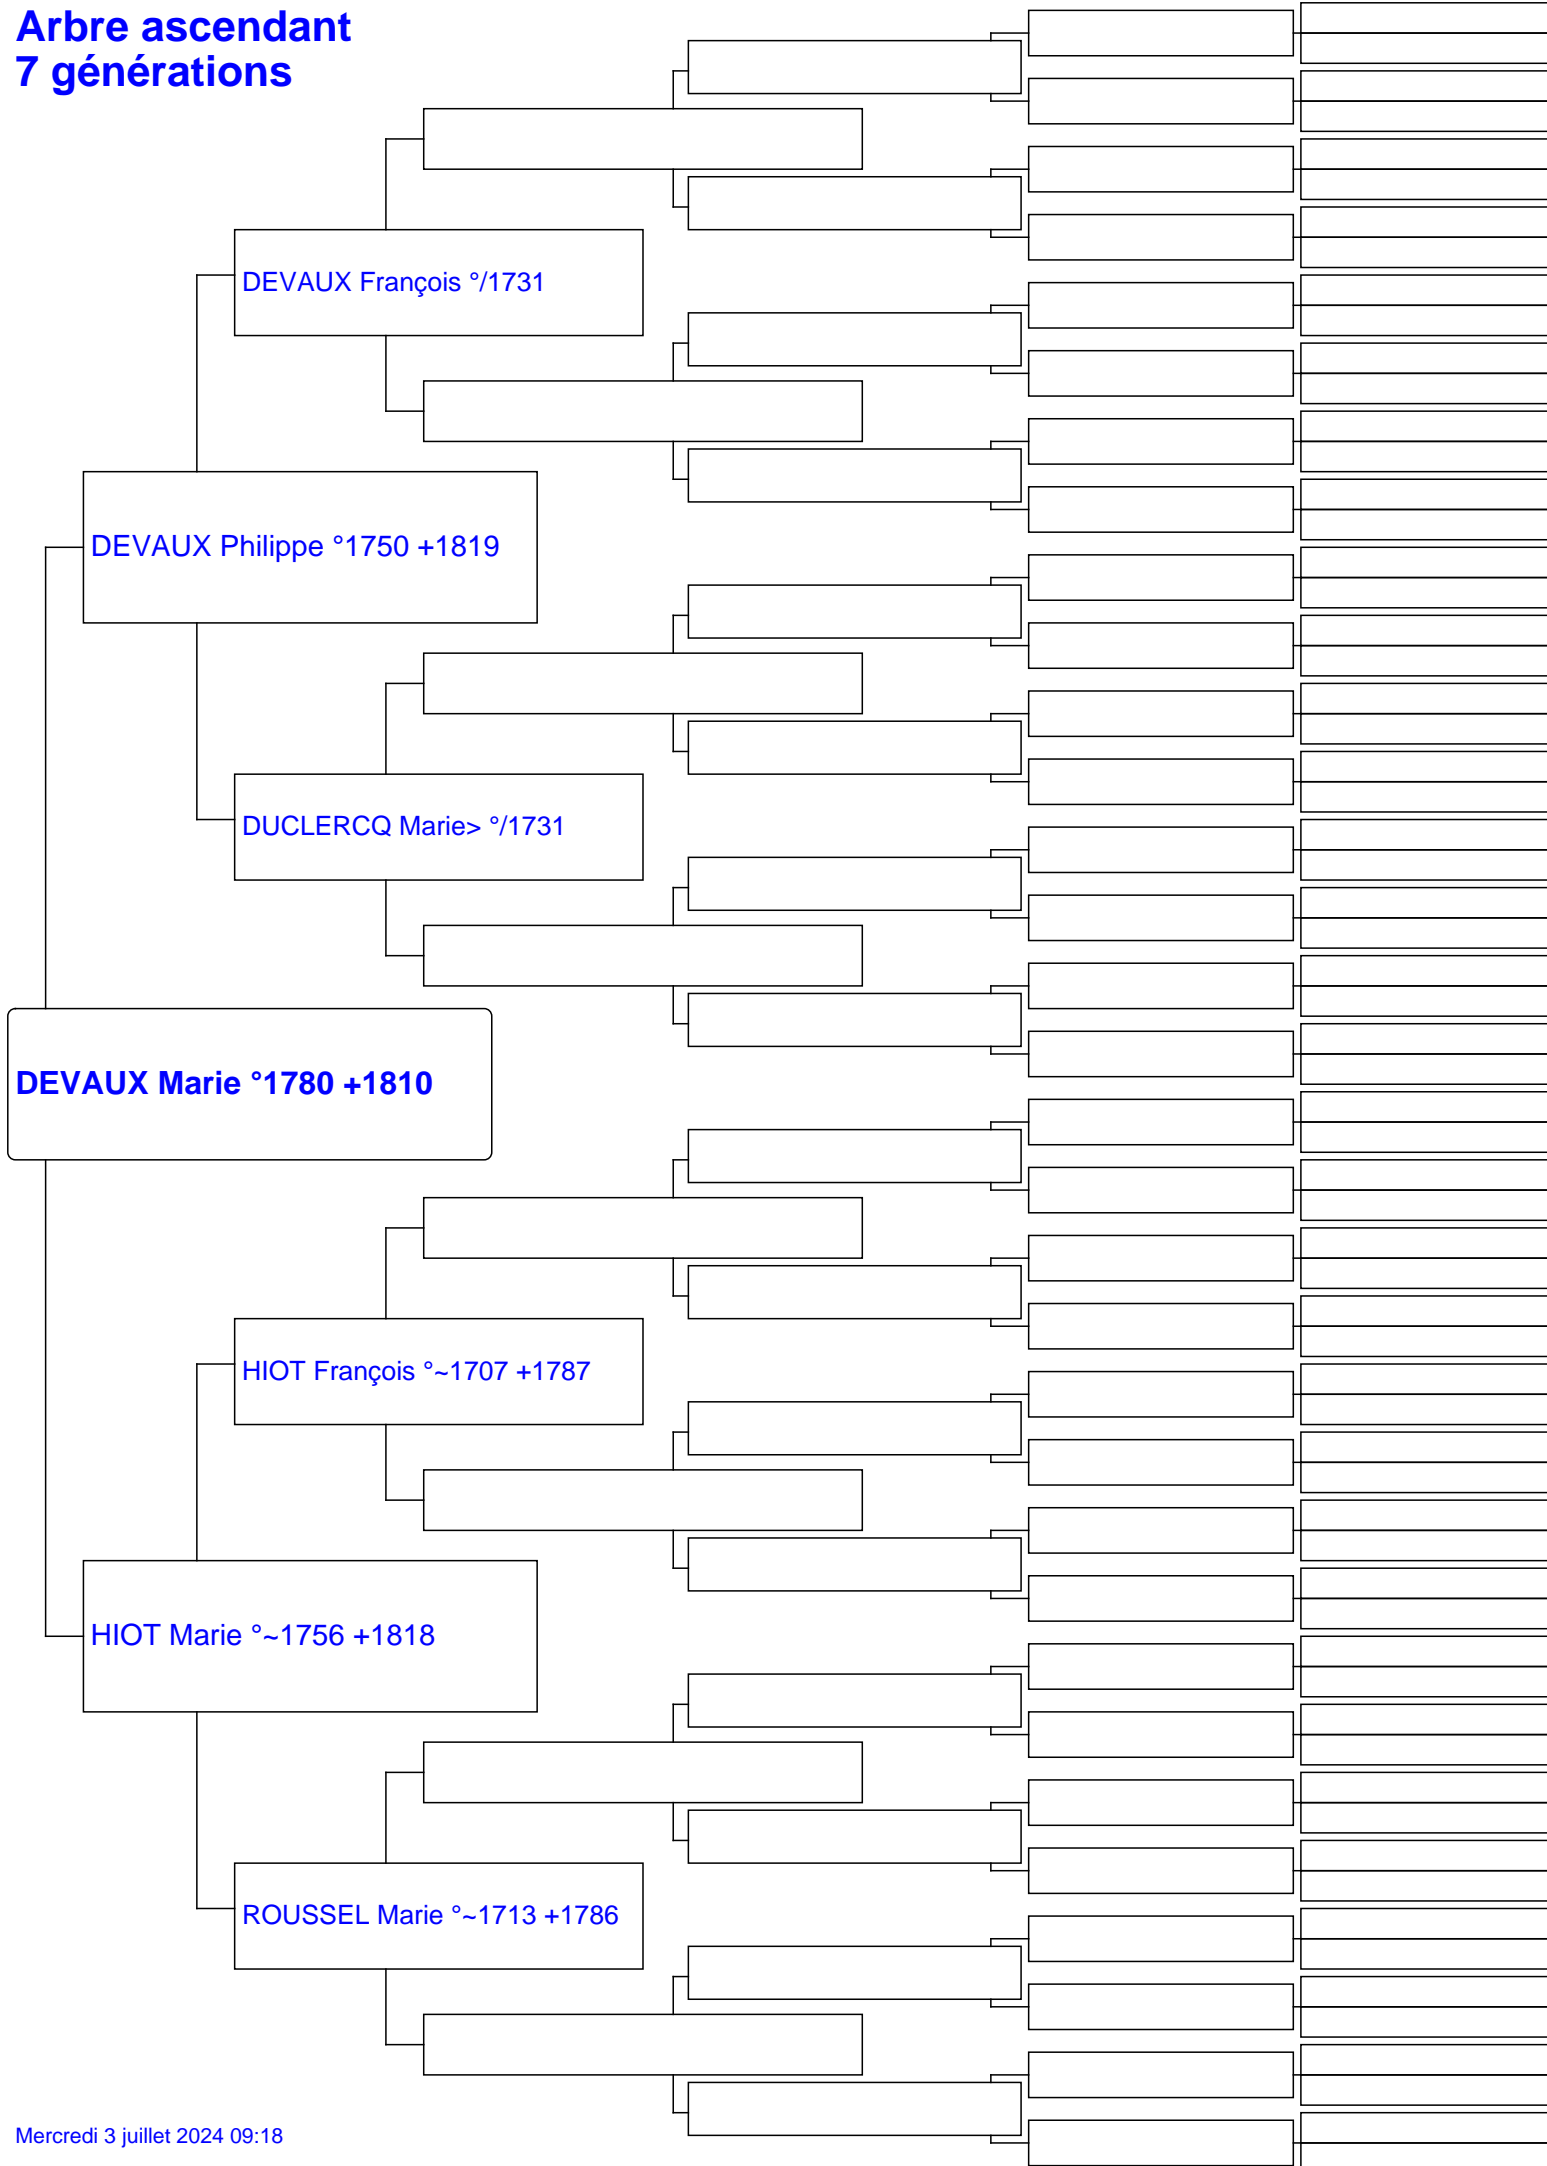 Arbre ascendant
7 générations
DEVAUX François °/1731
DEVAUX Philippe °1750 +1819
DUCLERCQ Marie> °/1731
DEVAUX Marie °1780 +1810
HIOT François °~1707 +1787
HIOT Marie °~1756 +1818
ROUSSEL Marie °~1713 +1786
Mercredi 3 juillet 2024 09:18